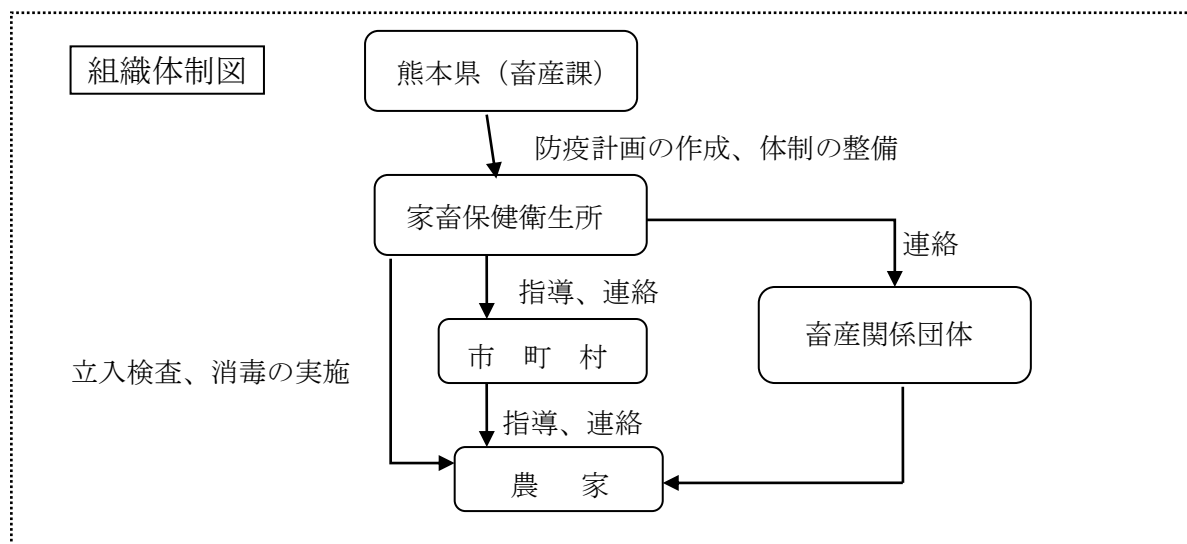 組織体制図
熊本県（畜産課）
防疫計画の作成、体制の整備
家畜保健衛生所
連絡
指導、連絡
畜産関係団体
市　町　村
立入検査、消毒の実施
指導、連絡
農　　家